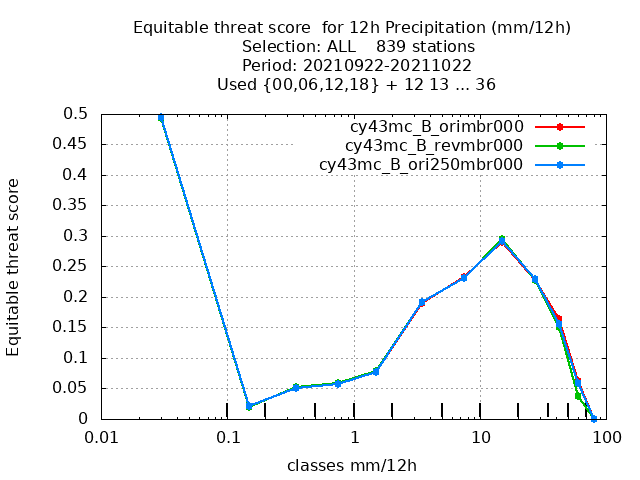 Equitable threat score  for 12h Precipitation (mm/12h)
Selection: ALL    839 stations
Period: 20210922-20211022
Used {00,06,12,18} + 12 13 ... 36
cy43mc_B_orimbr000
cy43mc_B_revmbr000
cy43mc_B_ori250mbr000
Equitable threat score
0.5
0.45
0.4
0.35
0.3
0.25
0.2
0.15
0.1
0.05
0
0.01 0.1 1 10 100
classes mm/12h